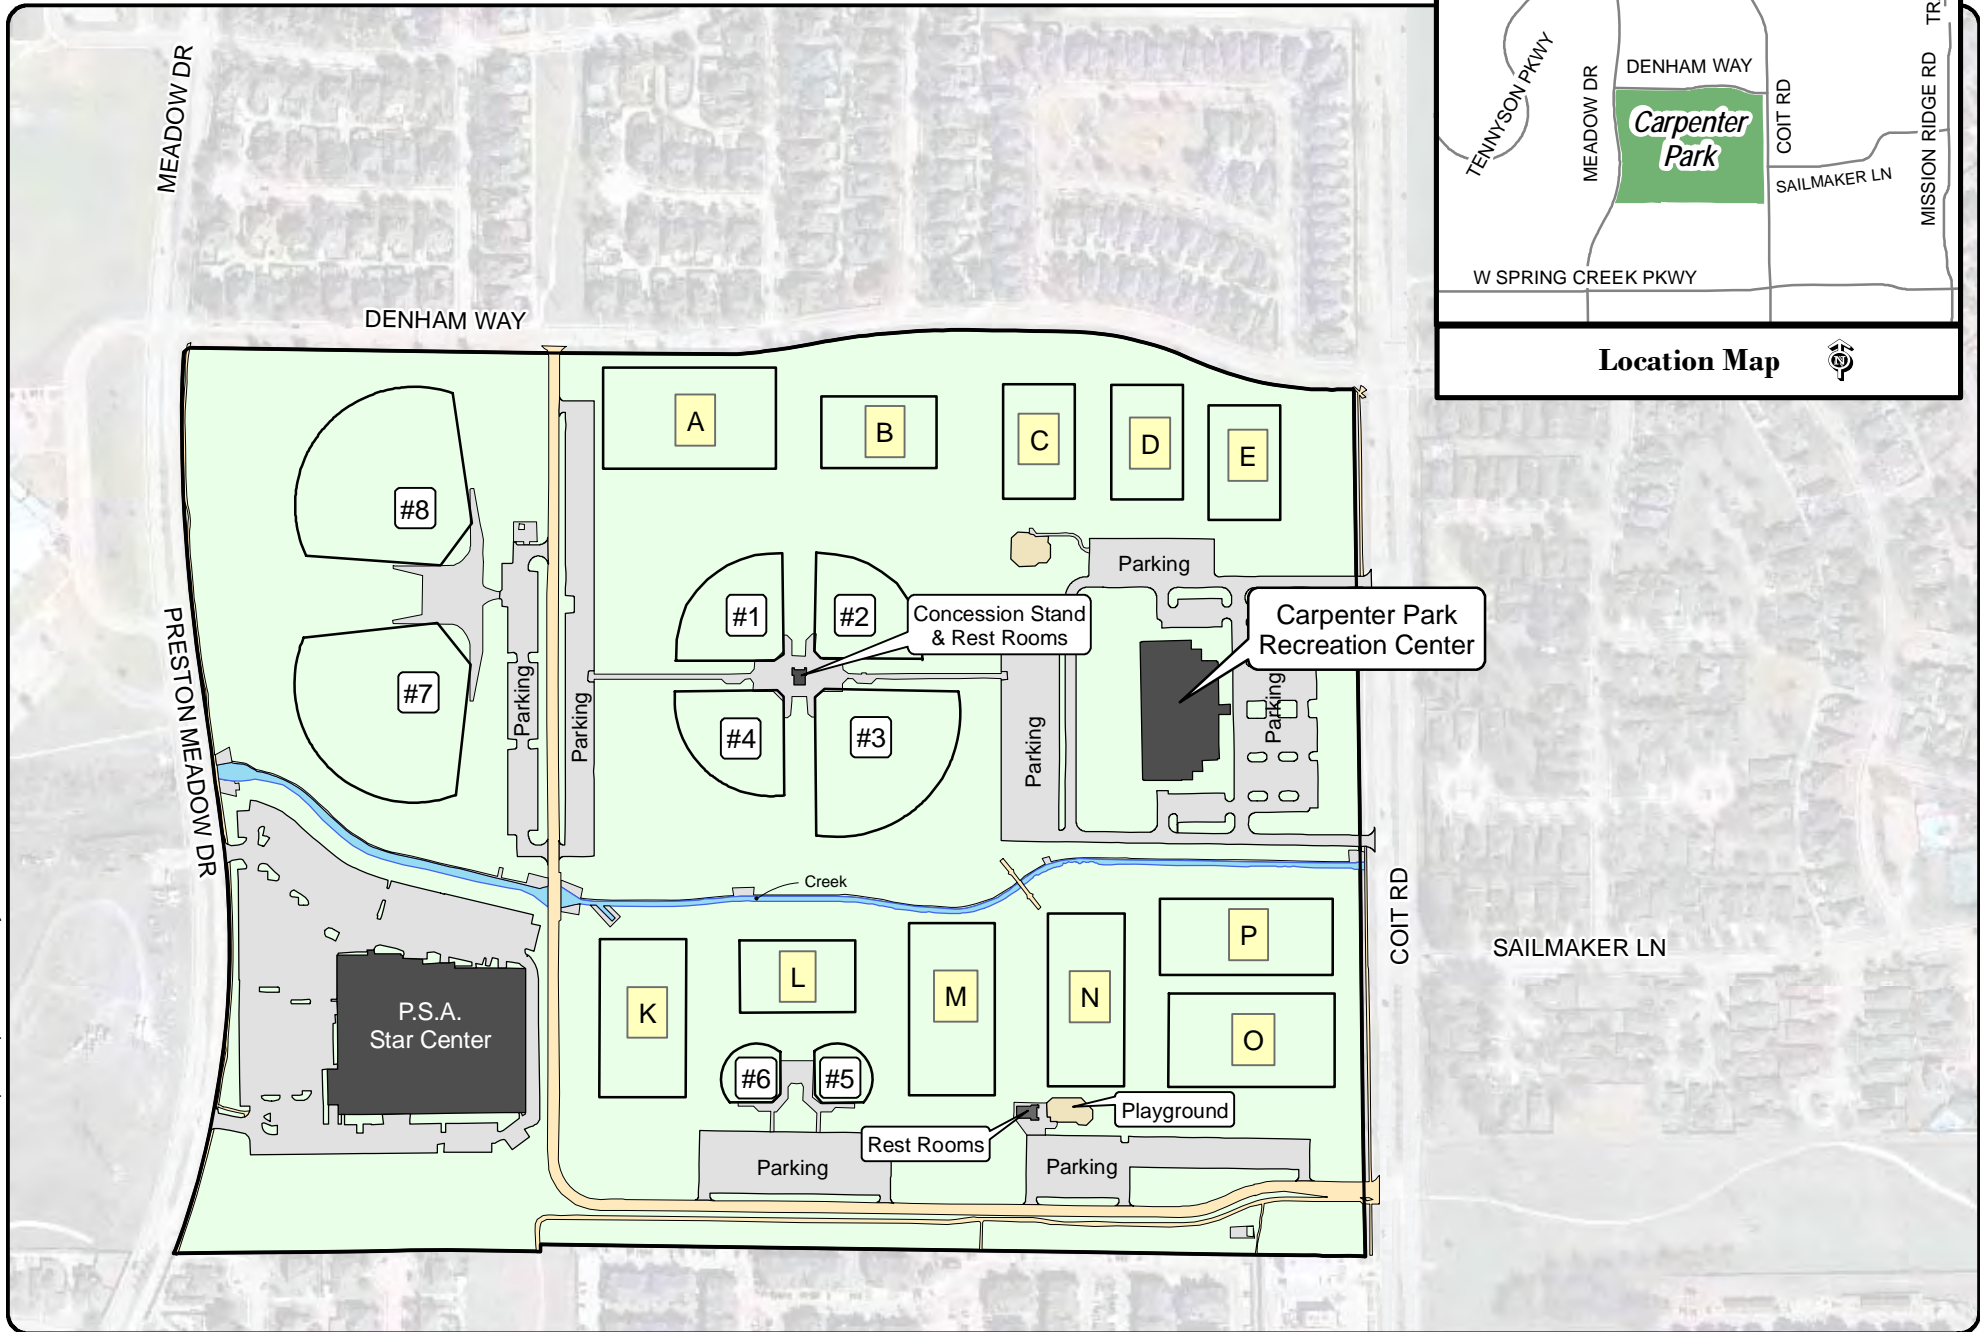 MEADOW DR
DENHAM WAY
PRESTON MEADOW DR
COIT RD
SAILMAKER LN
A
B
C
D
E
#8
#7
#1
#2
#4
#3
Concession Stand
& Rest Rooms
Parking
Carpenter Park
Recreation Center
Parking
Parking
Parking
Parking
Creek
P.S.A.
Star Center
K
L
M
N
P
O
#6
#5
Playground
Rest Rooms
Parking
Parking
TENNYSON PKWY
MEADOW DR
DENHAM WAY
Carpenter
Park
COIT RD
SAILMAKER LN
MISSION RIDGE RD
TR
W SPRING CREEK PKWY
Location Map
N